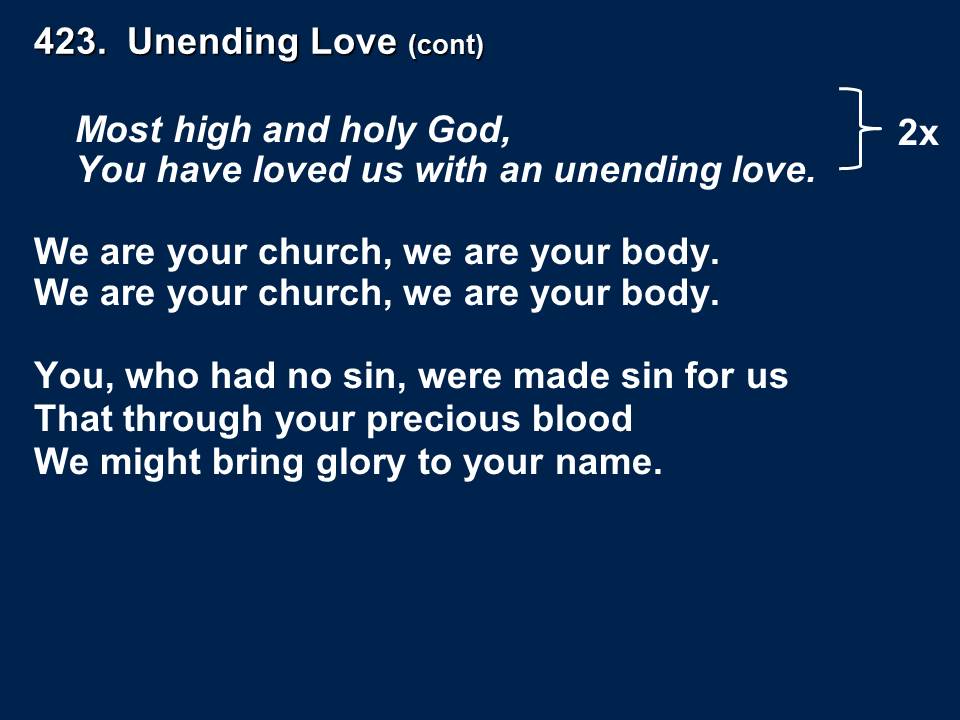 423. Unending Love (cont)
Most high and holy God,
You have loved us with an unending love.
2x
We are your church, we are your body.
We are your church, we are your body.
You, who had no sin, were made sin for us
That through your precious blood
We might bring glory to your name.